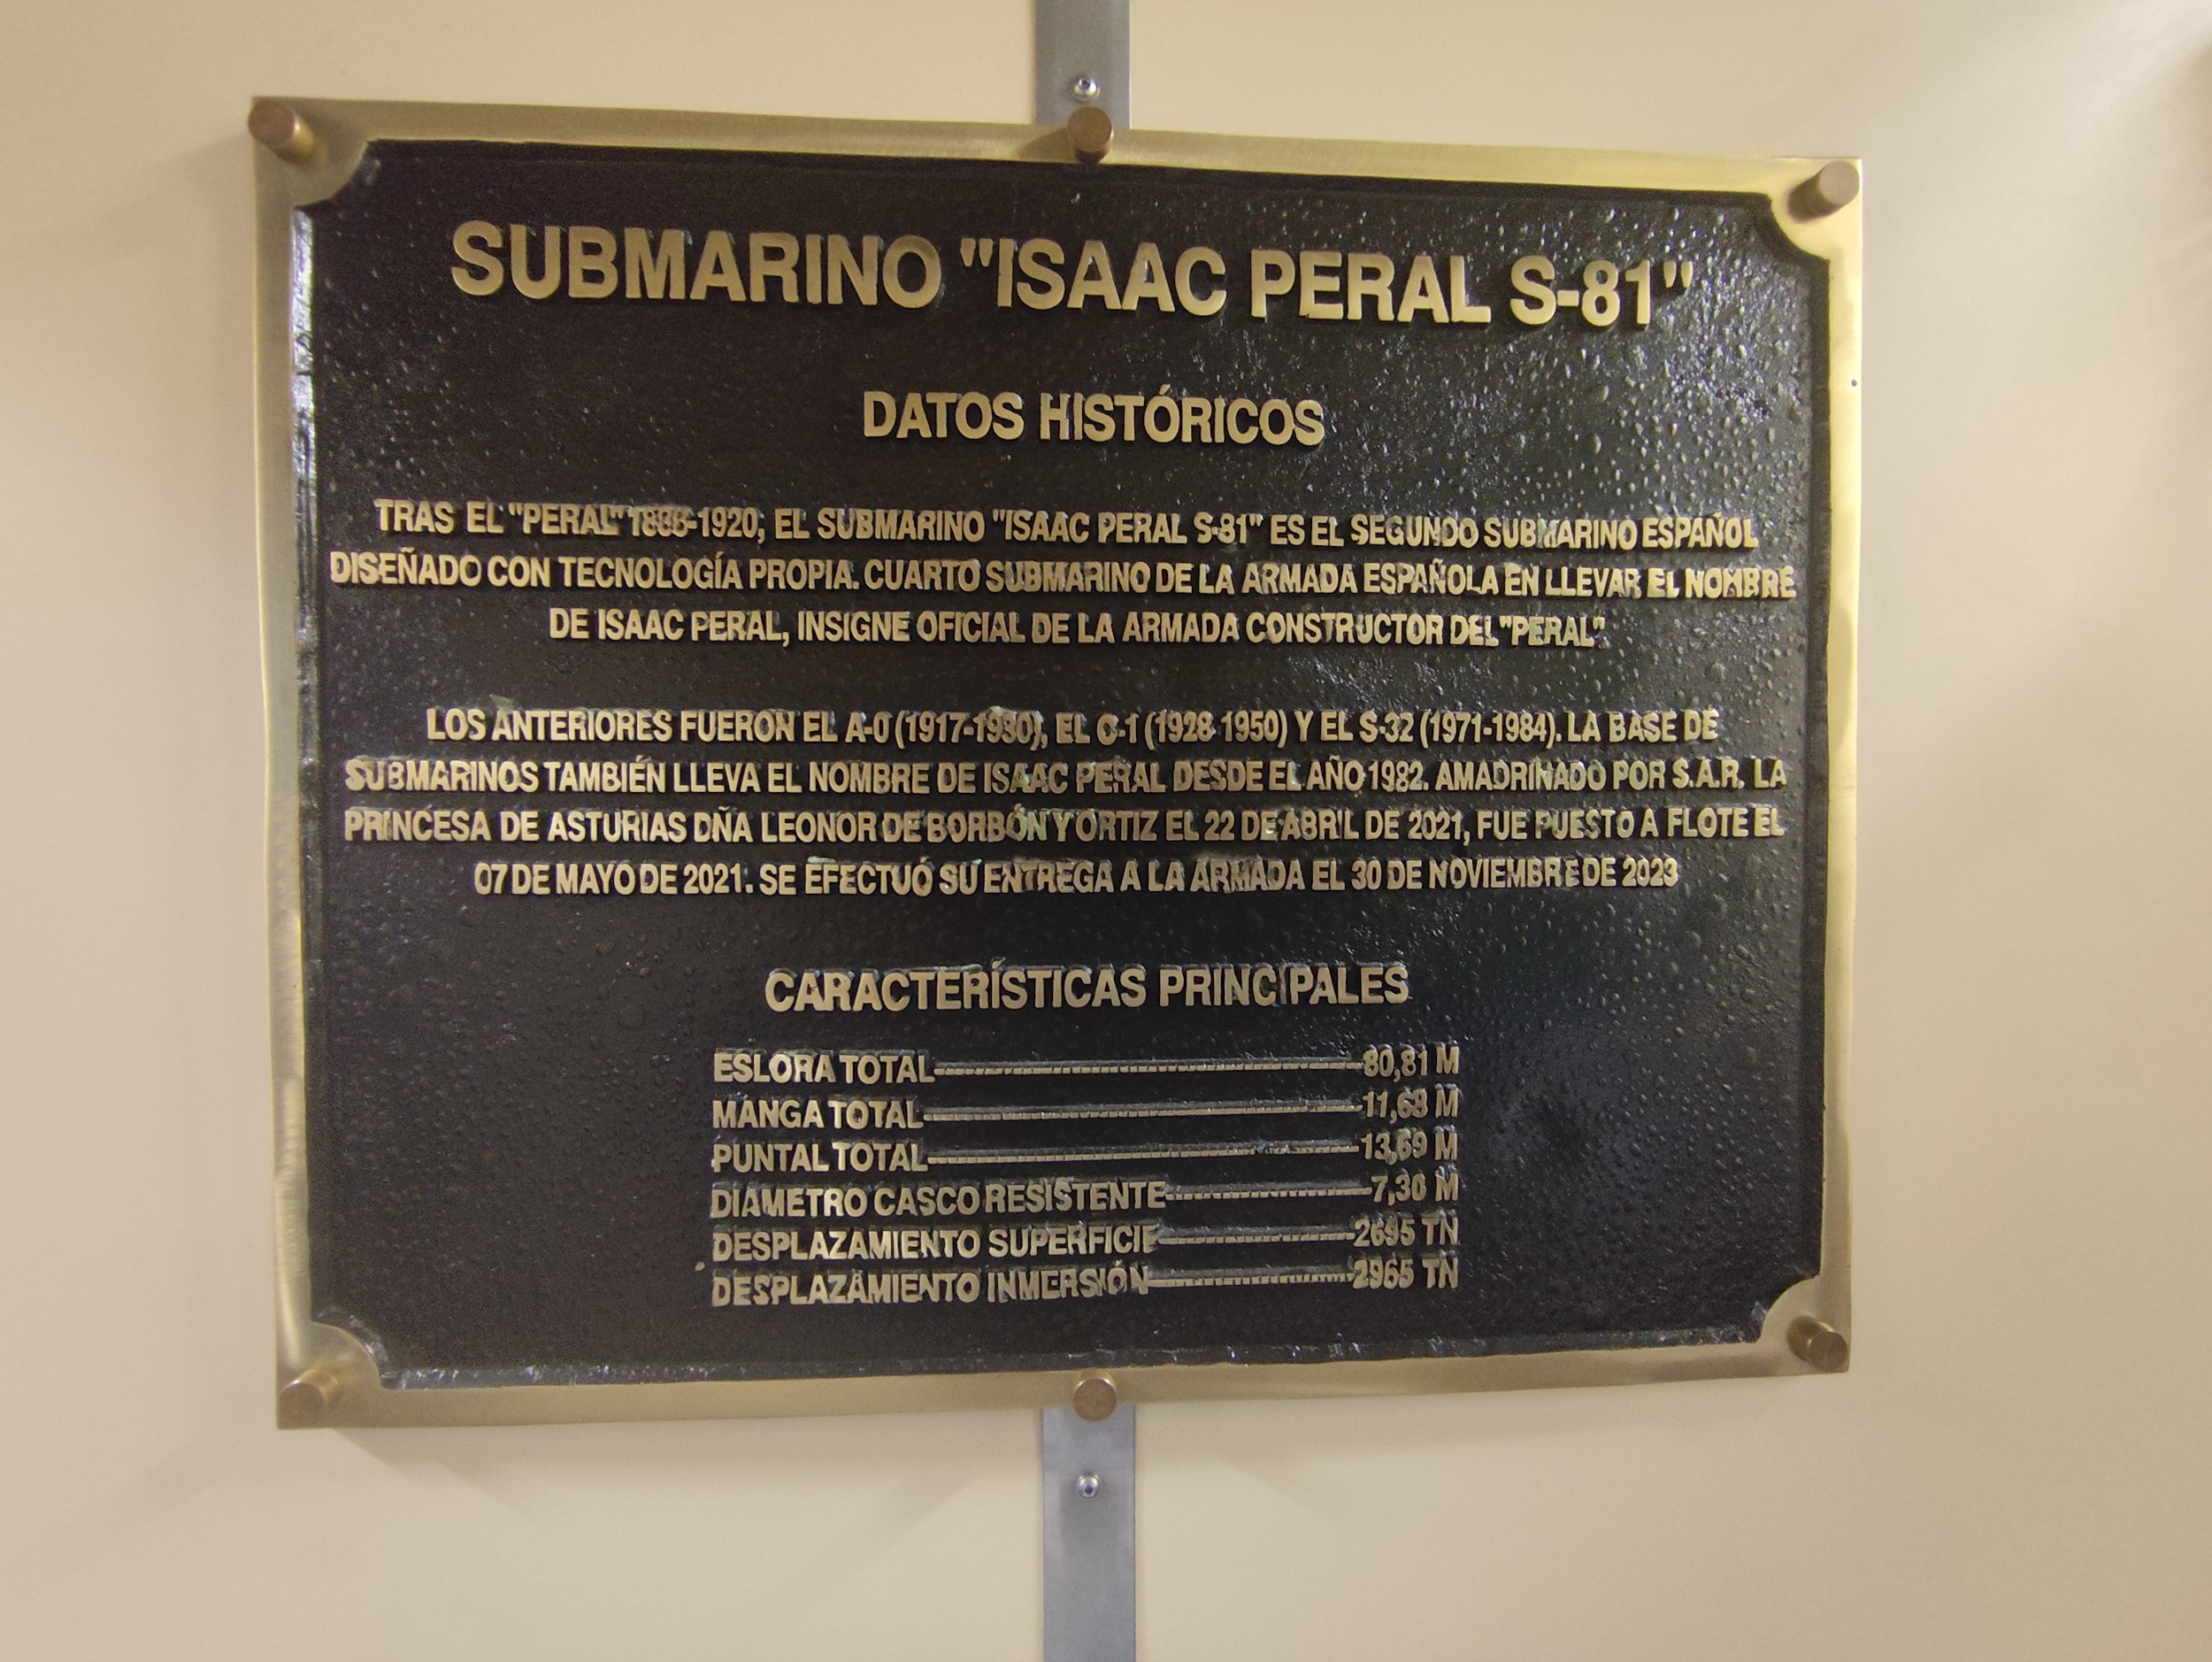 SUBMARINO "ISAAC PERAL S-81"
DATOS HISTÓRICOS
TRAS EL "PERAL" EL SUBMARINO "ISAAC PERAL S-81" ES EL SEGUNDO SUBMARINO ESPAÑOL
DISEÑADO CON TECNOLOGÍA PROPIA. CUARTO SUBMARINO DE LA ARMADA ESPAÑOLA EN LLEVAR EL NOMBRE
DE ISAAC PERAL, INSIGNE OFICIAL DE LA ARMADA CONSTRUCTOR DEL "PERAL"
LOS ANTERIORES FUERON EL A-0 (1917-1930), EL C-1 (1928-1950) Y EL S-32 (1971-1984). LA BASE DE
SUBMARINOS TAMBIÉN LLEVA EL NOMBRE DE ISAAC PERAL DESDE EL AÑO 1982. AMADRINADO POR S.A.R. LA
PRINCESA DE ASTURIAS DÑA LEONOR DE BORBÓN Y ORTIZ EL 22 DE ABRIL DE 2021, FUE PUESTO A FLOTE EL
07 DE MAYO DE 2021. SE EFECTUÓ SU ENTREGA A LA ARMADA EL 30 DE NOVIEMBRE DE 2023
CARACTERÍSTICAS PRINCIPALES
ESLORA TOTAL 80,81 M
MANGA TOTAL 11,68 M
PUNTAL TOTAL 13,69 M
DIÁMETRO CASCO RESISTENTE 7,30 M
DESPLAZAMIENTO SUPERFICIE 2695 TN
DESPLAZAMIENTO INMERSIÓN 2965 TN